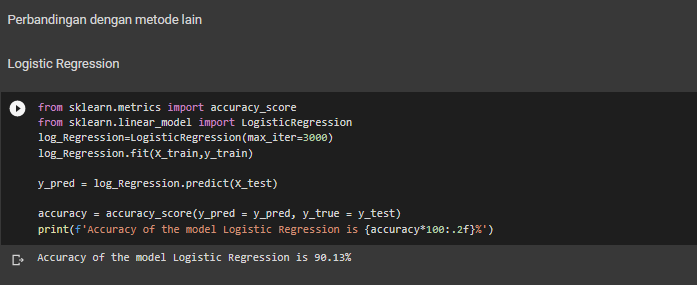 Perbandingan dengan metode lain
Logistic Regression
from sklearn.metrics import accuracy_score
from sklearn.linear_model import LogisticRegression
log_Regression=LogisticRegression(max_iter=3000)
log_Regression.fit(X_train,y_train)
y_pred = log_Regression.predict(X_test)
accuracy = accuracy_score(y_pred = y_pred, y_true = y_test)
print(f'Accuracy of the model Logistic Regression is {accuracy*100:.2f}%')
Accuracy of the model Logistic Regression is 90.13%